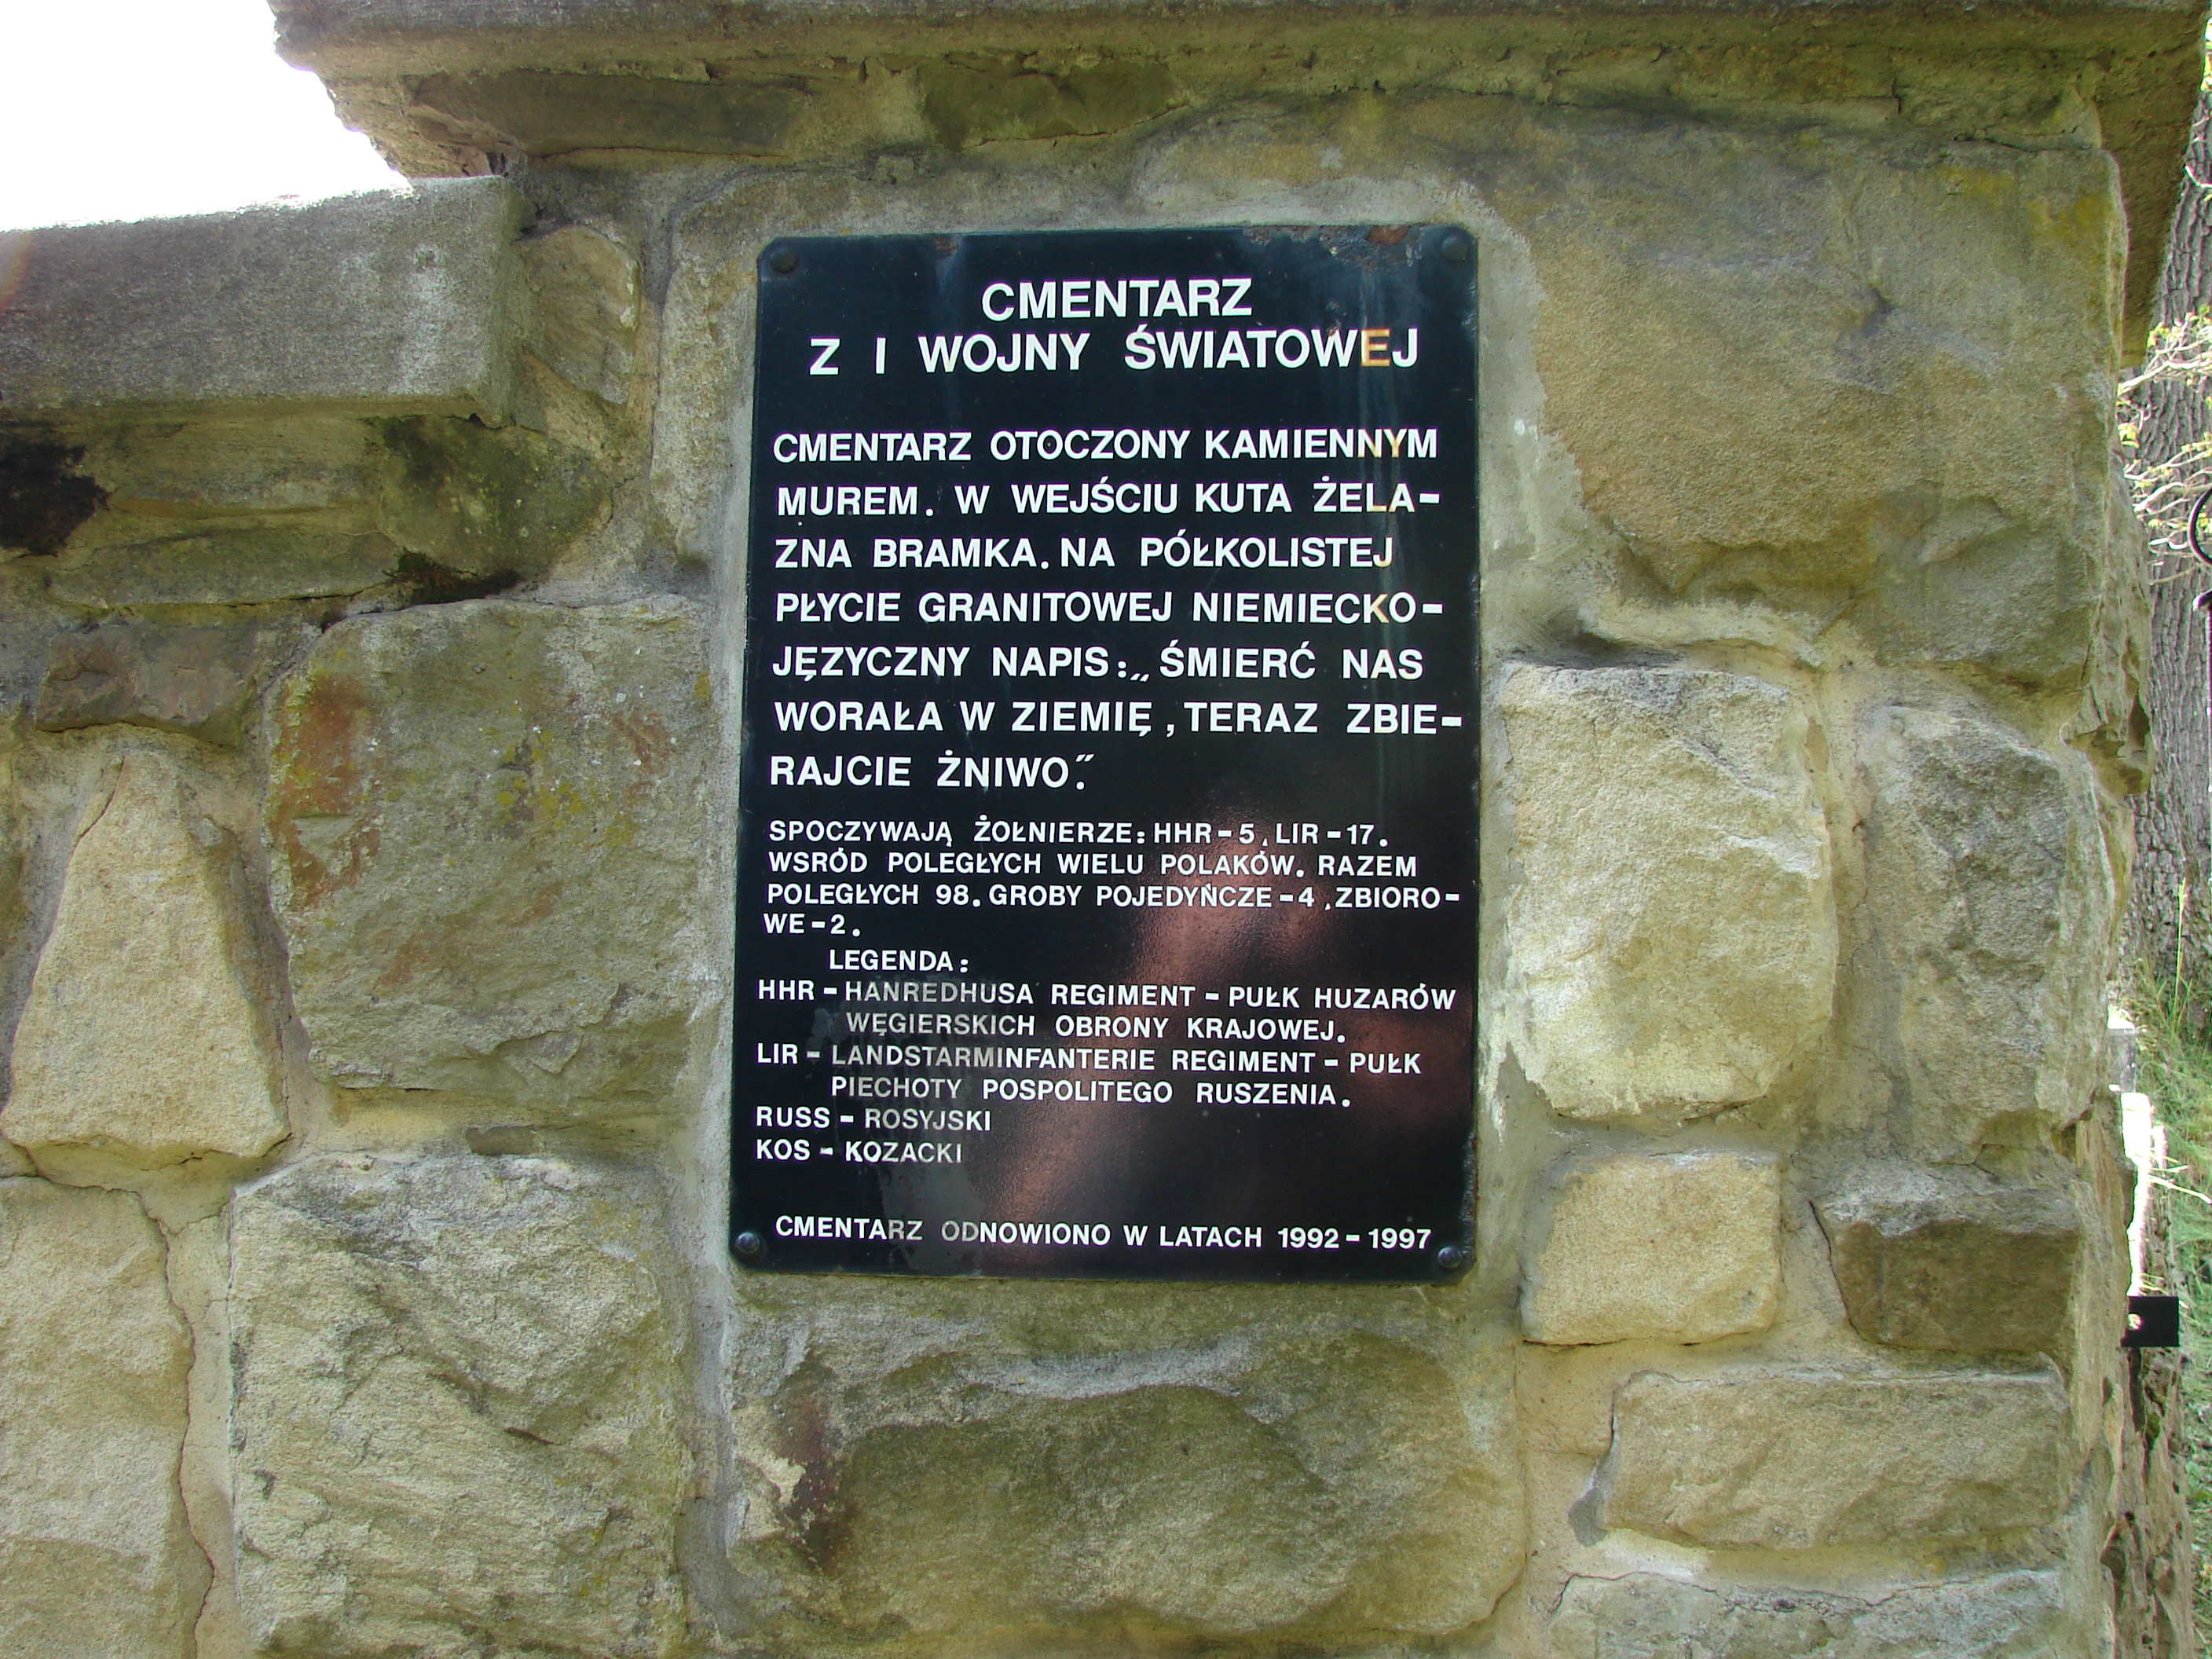 CMENTARZ
Z I WOJNY ŚWIATOWEJ
CMENTARZ OTOCZONY KAMIENNYM
MUREM. W WEJŚCIU KUTA ŻELA-
ZNA BRAMKA. NA PÓŁKOLISTEJ
PŁYCIE GRANITOWEJ NIEMIECKO-
JĘZYCZNY NAPIS: „ŚMIERĆ NAS
WORAŁA W ZIEMIĘ, TERAZ ZBIE-
RAJCIE ŻNIWO."
SPOCZYWAJĄ ŻOŁNIERZE: HHR-5, LIR-17.
WSRÓD POLEGŁYCH WIELU POLAKÓW. RAZEM
POLEGŁYCH 98. GROBY POJEDYŃCZE-4, ZBIORO-
WE-2.
LEGENDA:
HHR - HANREDHUSA REGIMENT - PUŁK HUZARÓW
WĘGIERSKICH OBRONY KRAJOWEJ.
LIR - LANDSTARMINFANTERIE REGIMENT - PUŁK
PIECHOTY POSPOLITEGO RUSZENIA.
RUSS - ROSYJSKI
KOS - KOZACKI
CMENTARZ ODNOWIONO W LATACH 1992-1997